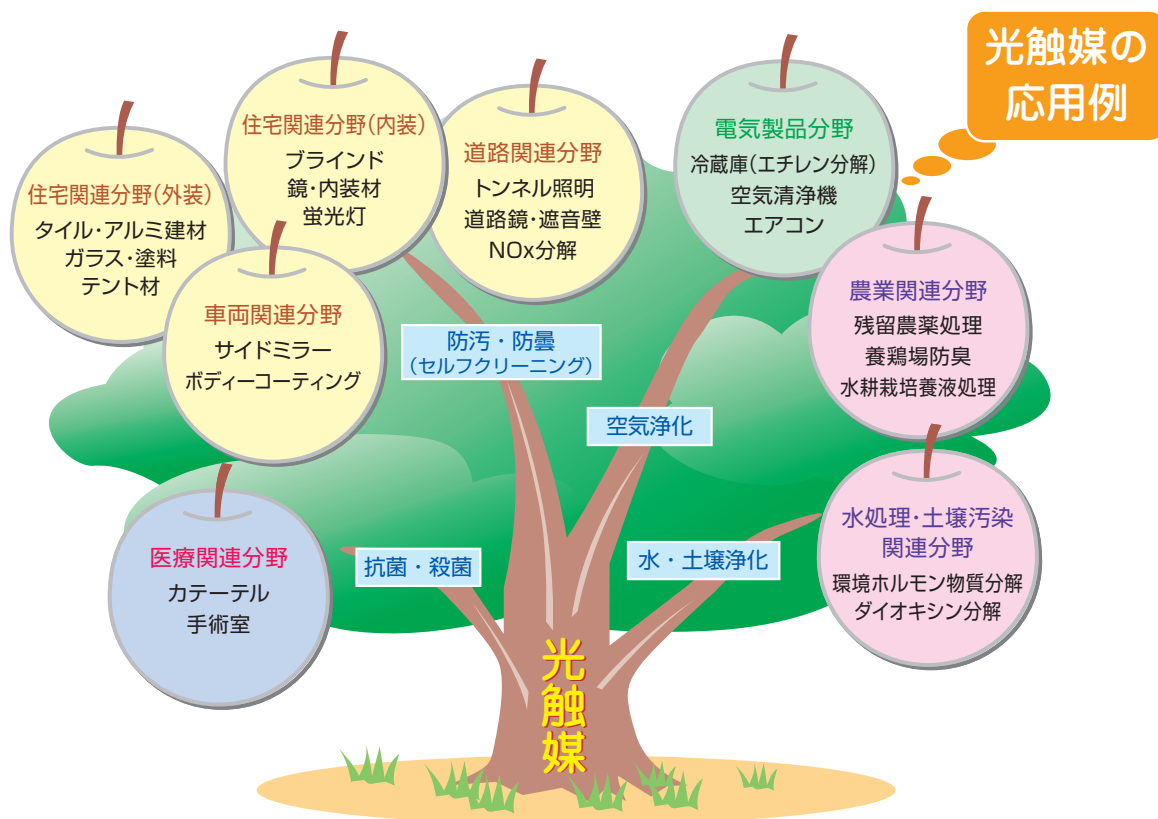 光触媒の
応用例
住宅関連分野(外装)
タイル・アルミ建材
ガラス・塗料
テント材
住宅関連分野(内装)
ブラインド
鏡・内装材
蛍光灯
道路関連分野
トンネル照明
道路鏡・遮音壁
NOx分解
電気製品分野
冷蔵庫(エチレン分解)
空気清浄機
エアコン
車両関連分野
サイドミラー
ボディーコーティング
農業関連分野
残留農薬処理
養鶏場防臭
水耕栽培養液処理
医療関連分野
カテーテル
手術室
水処理・土壌汚染
関連分野
環境ホルモン物質分解
ダイオキシン分解
防汚・防曇
(セルフクリーニング)
空気浄化
抗菌・殺菌
水・土壌浄化
光触媒